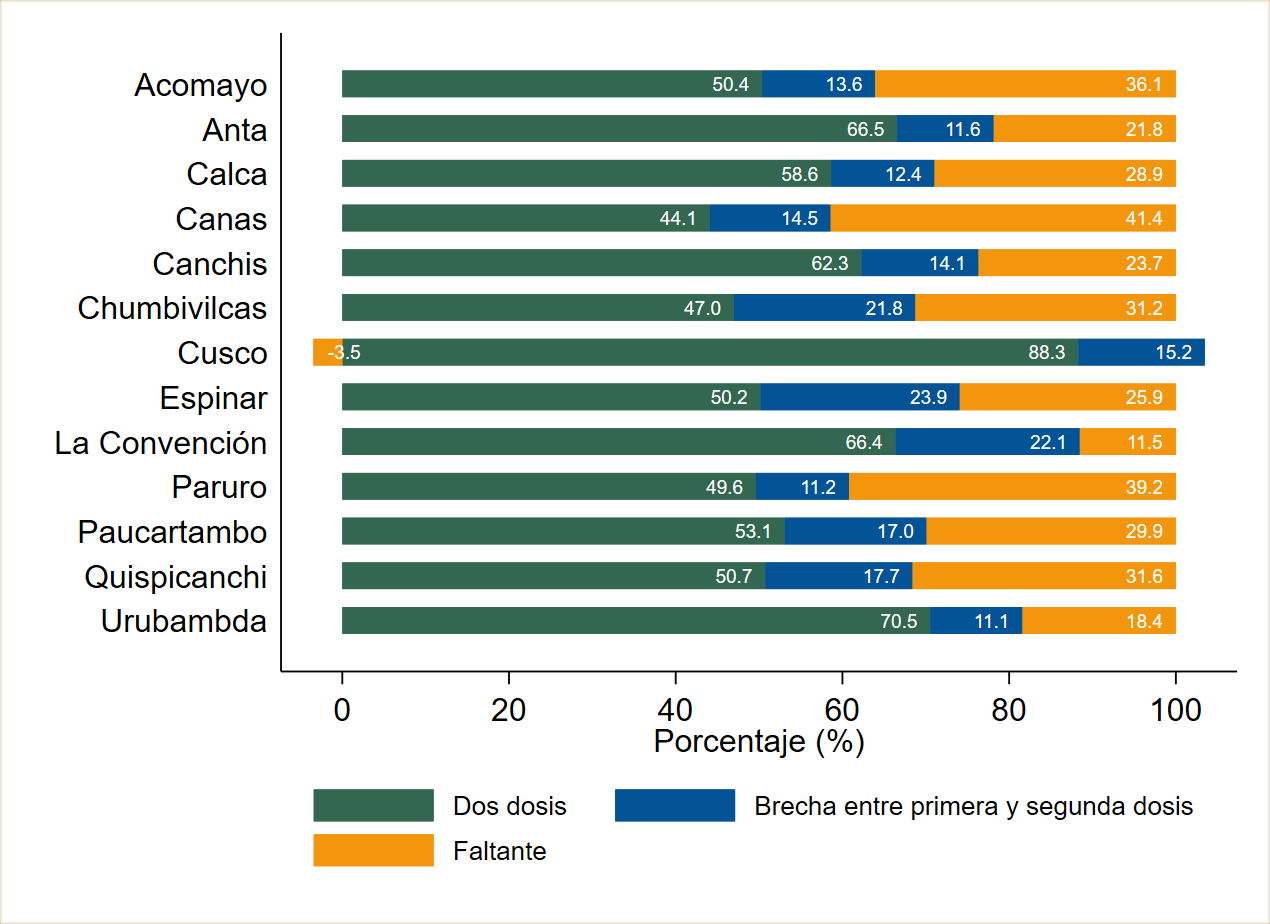 Acomayo 50.4 13.6 36.1
Anta 66.5 11.6 21.8
Calca 58.6 12.4 28.9
Canas 44.1 14.5 41.4
Canchis 62.3 14.1 23.7
Chumbivilcas 47.0 21.8 31.2
Cusco -3.5 88.3 15.2
Espinar 50.2 23.9 25.9
La Convención 66.4 22.1 11.5
Paruro 49.6 11.2 39.2
Paucartambo 53.1 17.0 29.9
Quispicanchi 50.7 17.7 31.6
Urubambda 70.5 11.1 18.4
0 20 40 60 80 100
Porcentaje (%)
Dos dosis Brecha entre primera y segunda dosis
Faltante